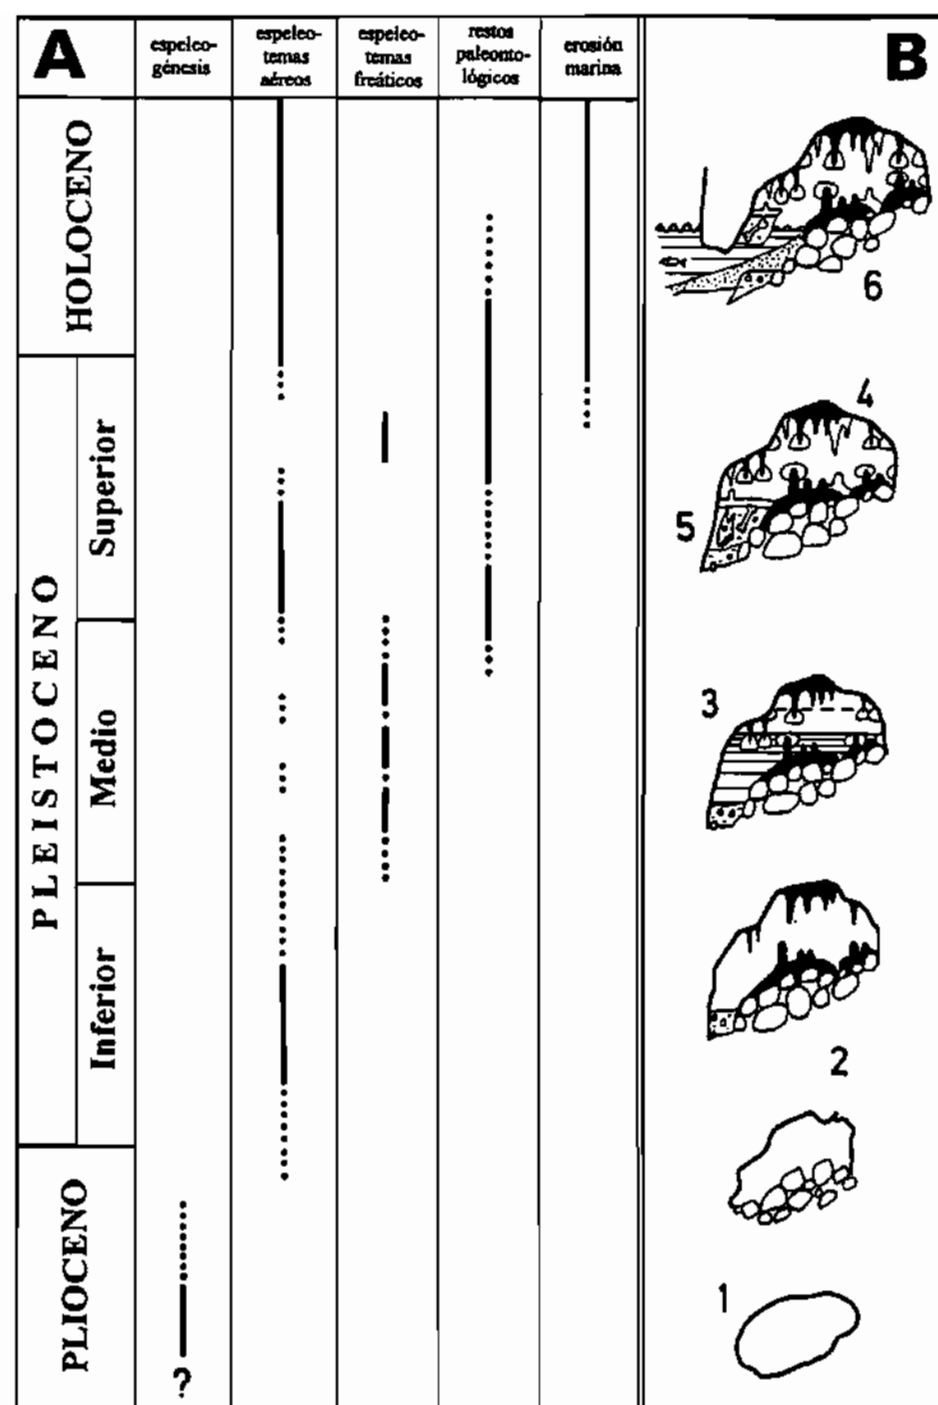 A
espeleo-
génesis
espeleo-
temas
aéreos
espeleo-
temas
freáticos
restos
paleonto-
lógicos
erosión
marina
B
HOLOCENO
PLEISTOCENO
Superior
Medio
Inferior
PLIOCENO
?
6
4
5
3
2
1